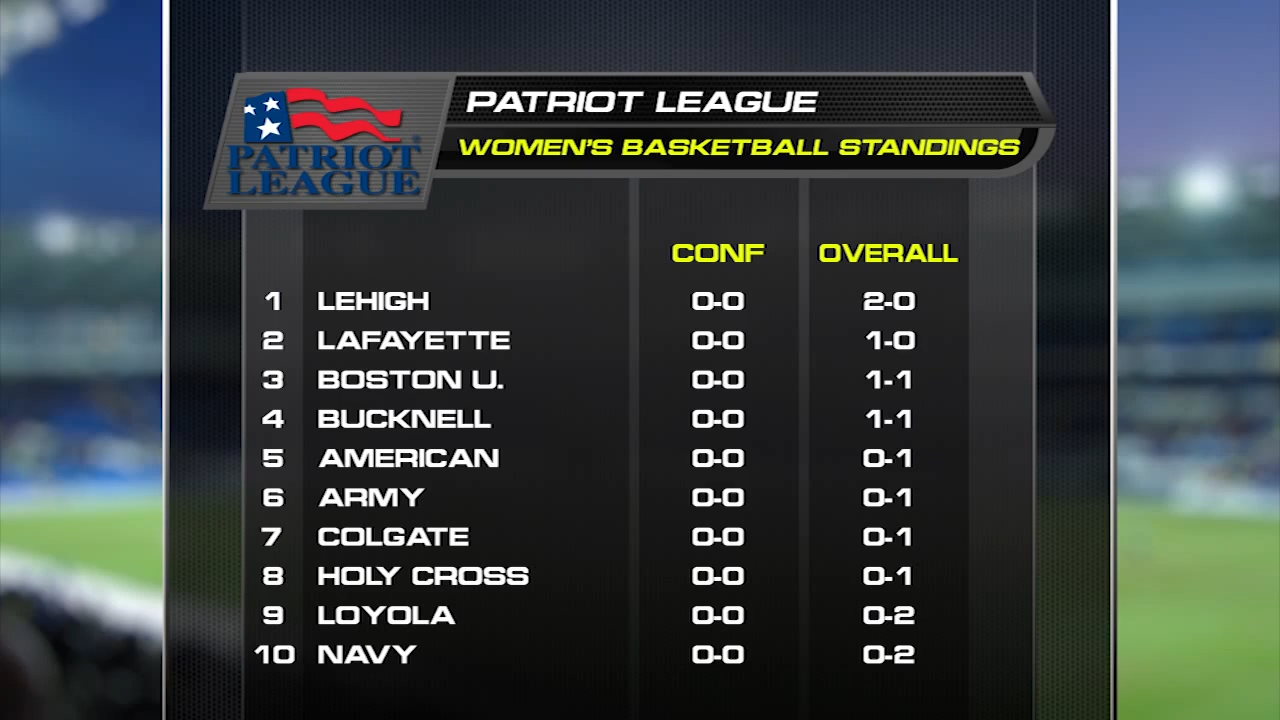 PATRIOT LEAGUE
PATRIOT LEAGUE
WOMEN'S BASKETBALL STANDINGS
CONF OVERALL
1 LEHIGH 0-0 2-0
2 LAFAYETTE 0-0 1-0
3 BOSTON U. 0-0 1-1
4 BUCKNELL 0-0 1-1
5 AMERICAN 0-0 0-1
6 ARMY 0-0 0-1
7 COLGATE 0-0 0-1
8 HOLY CROSS 0-0 0-1
9 LOYOLA 0-0 0-2
10 NAVY 0-0 0-2